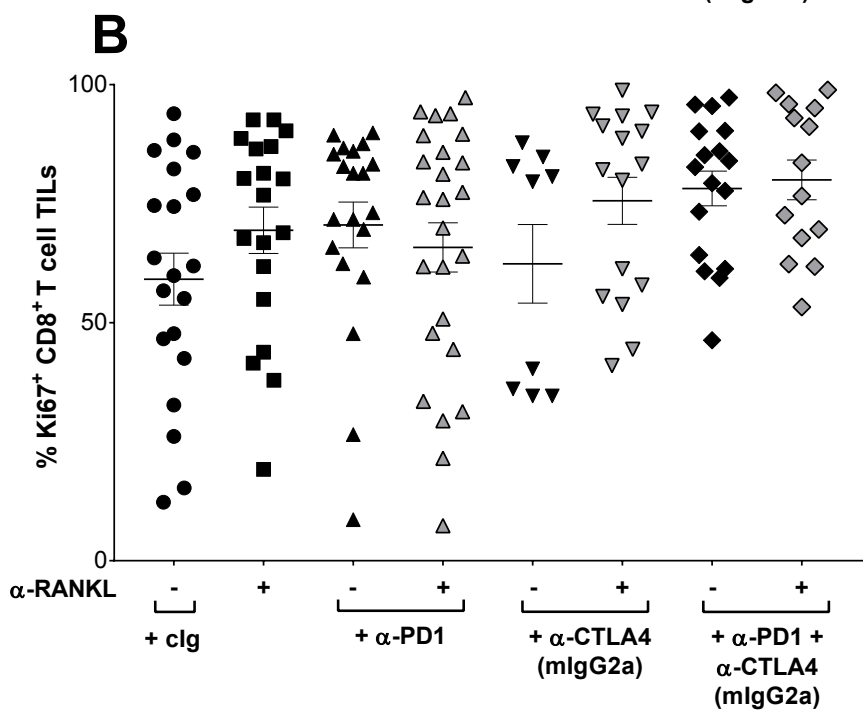 B
100
50
0
% Ki67+ CD8+ T cell TILs
α-RANKL - + - + - + - +
+ cIg
+ α-PD1
+ α-CTLA4
(mIgG2a)
+ α-PD1 +
α-CTLA4
(mIgG2a)